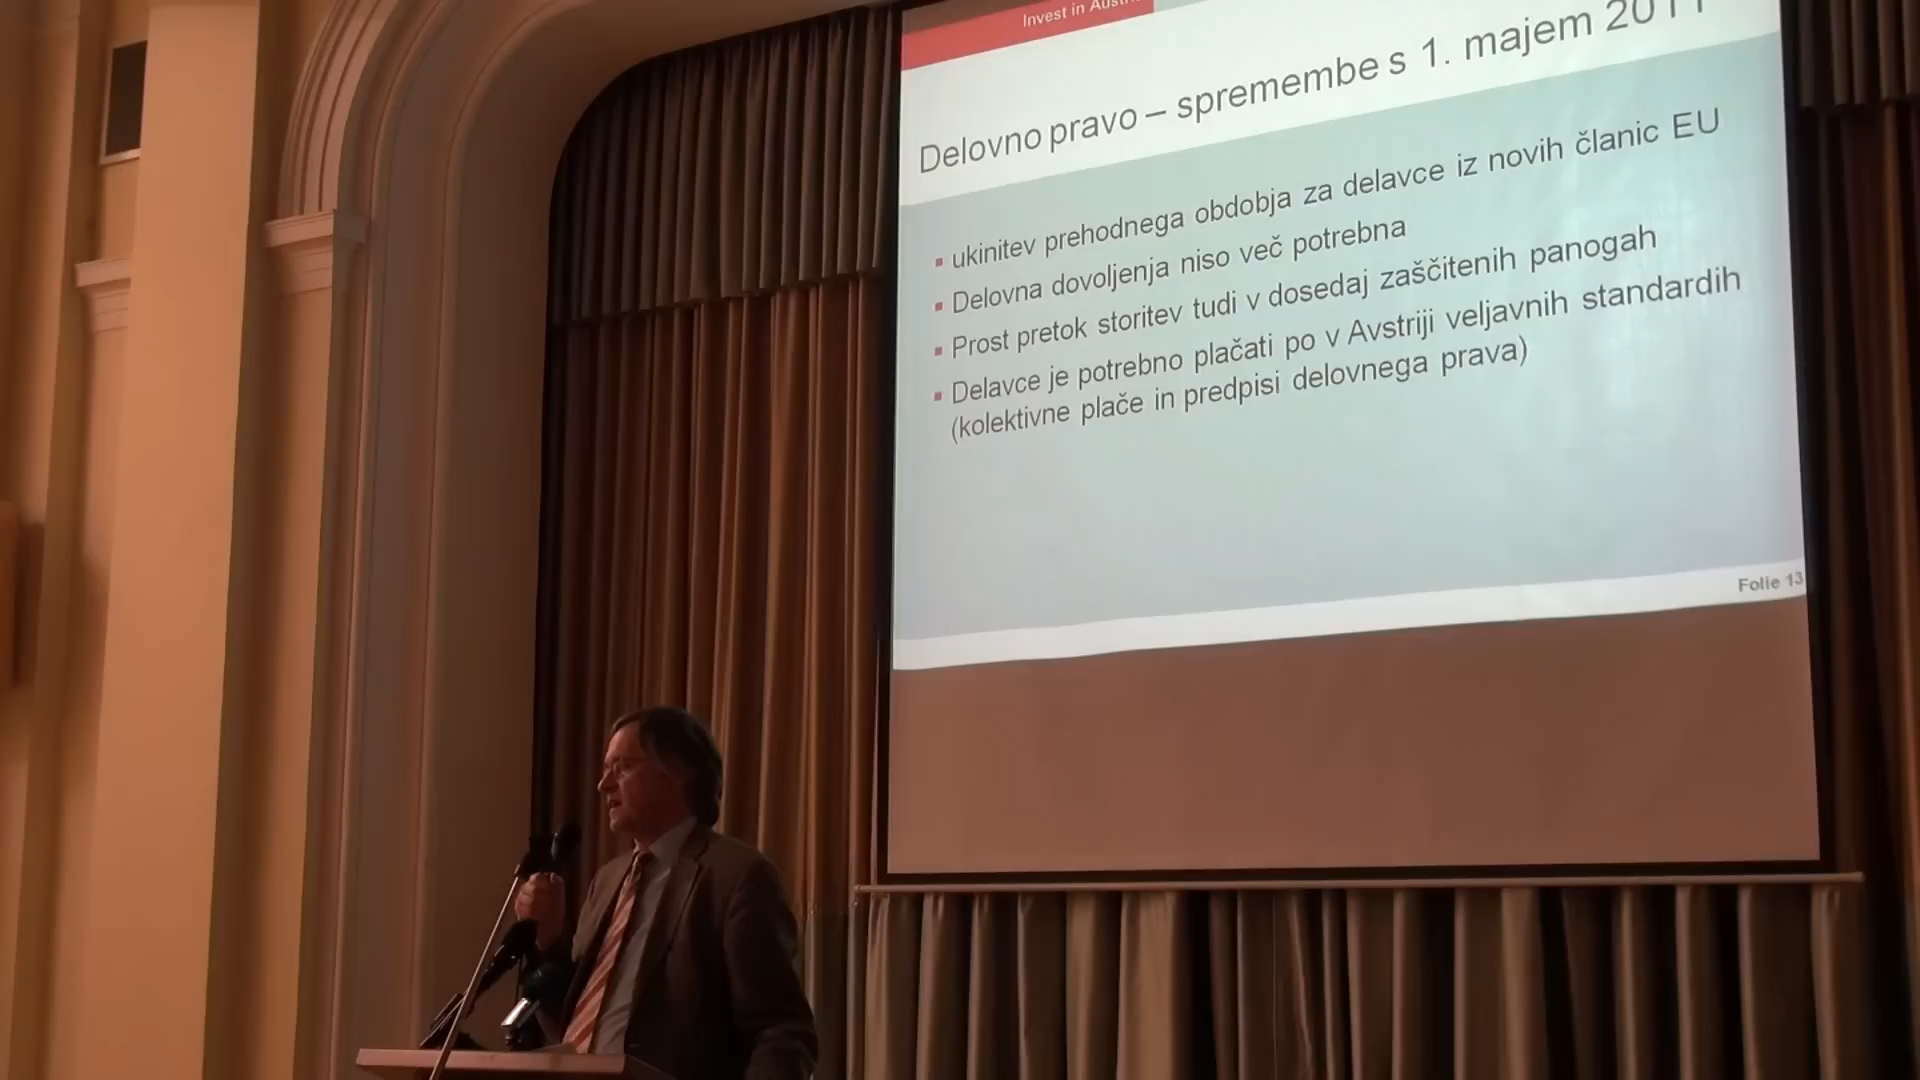 Invest in Austri
Delovno pravo – spremembe s 1. majem 2011
ukinitev prehodnega obdobja za delavce iz novih članic EU
Delovna dovoljenja niso več potrebna
Prost pretok storitev tudi v dosedaj zaščitenih panogah
Delavce je potrebno plačati po v Avstriji veljavnih standardih
(kolektivne plače in predpisi delovnega prava)
Folie 13